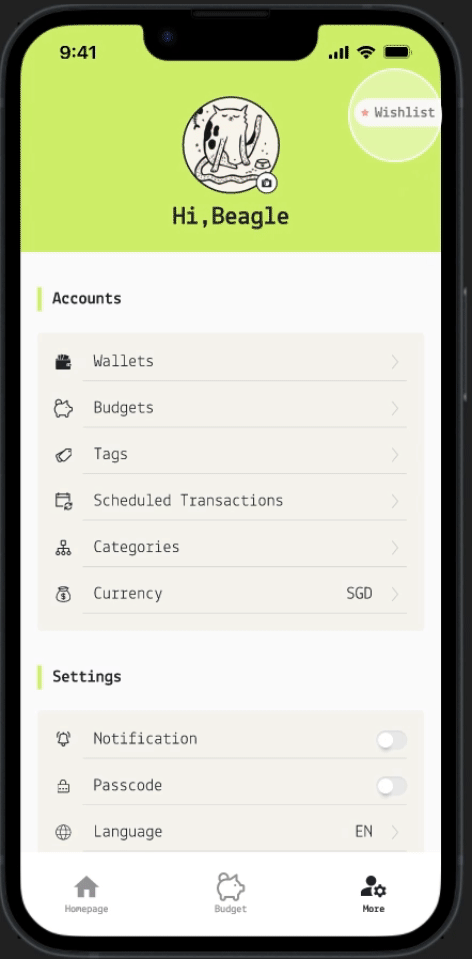 9:41
Wishlist
Hi,Beagle
Accounts
Wallets
Budgets
Tags
Scheduled Transactions
Categories
Currency SGD
Settings
Notification
Passcode
Language EN
Homepage Budget More